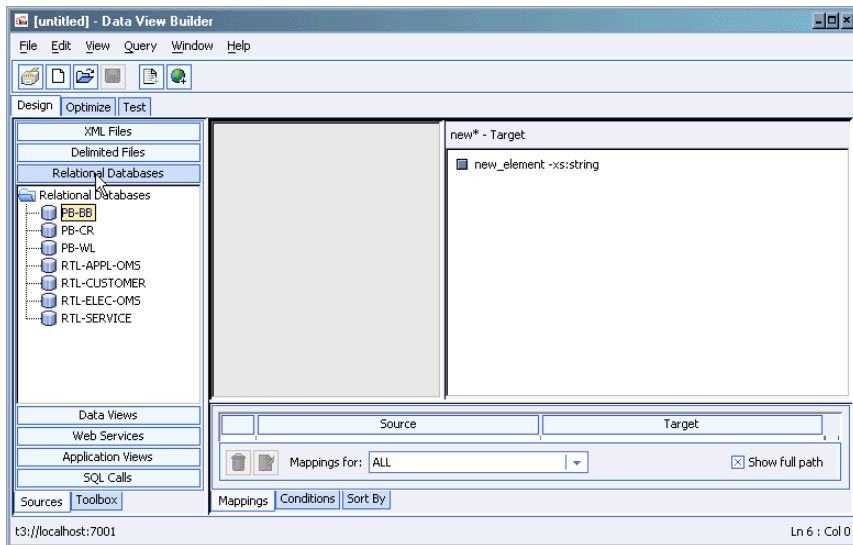 [untitled] - Data View Builder
File Edit View Query Window Help
Design Optimize Test
XML Files
Delimited Files
Relational Databases
Relational Databases
PB-BB
PB-CR
PB-WL
RTL-APPL-OMS
RTL-CUSTOMER
RTL-ELEC-OMS
RTL-SERVICE
Data Views
Web Services
Application Views
SQL Calls
Sources Toolbox
new* - Target
new_element -xs:string
Source Target
Mappings for: ALL Show full path
Mappings Conditions Sort By
t3://localhost:7001 Ln 6 : Col 0